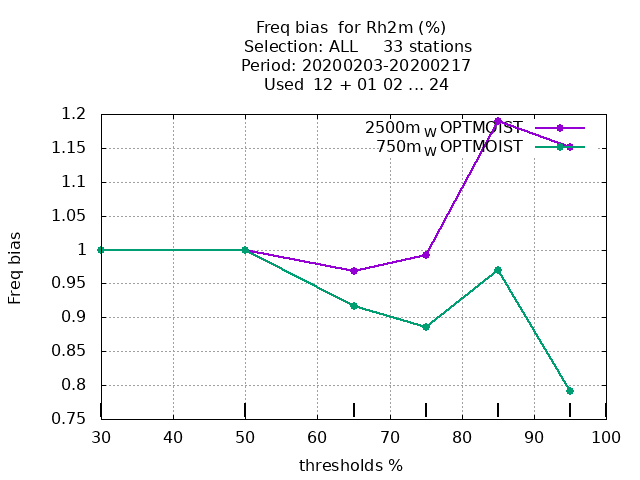 Freq bias  for Rh2m (%)
Selection: ALL     33 stations
Period: 20200203-20200217
Used  12 + 01 02 ... 24
2500m_W OPTMOIST
750m_W OPTMOIST
1.2
1.15
1.1
1.05
1
0.95
0.9
0.85
0.8
0.75
Freq bias
30 40 50 60 70 80 90 100
thresholds %